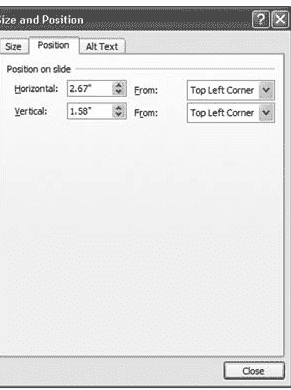 Size and Position
Size Position Alt Text
Position on slide
Horizontal: 2.67" From: Top Left Corner
Vertical: 1.58" From: Top Left Corner
Close